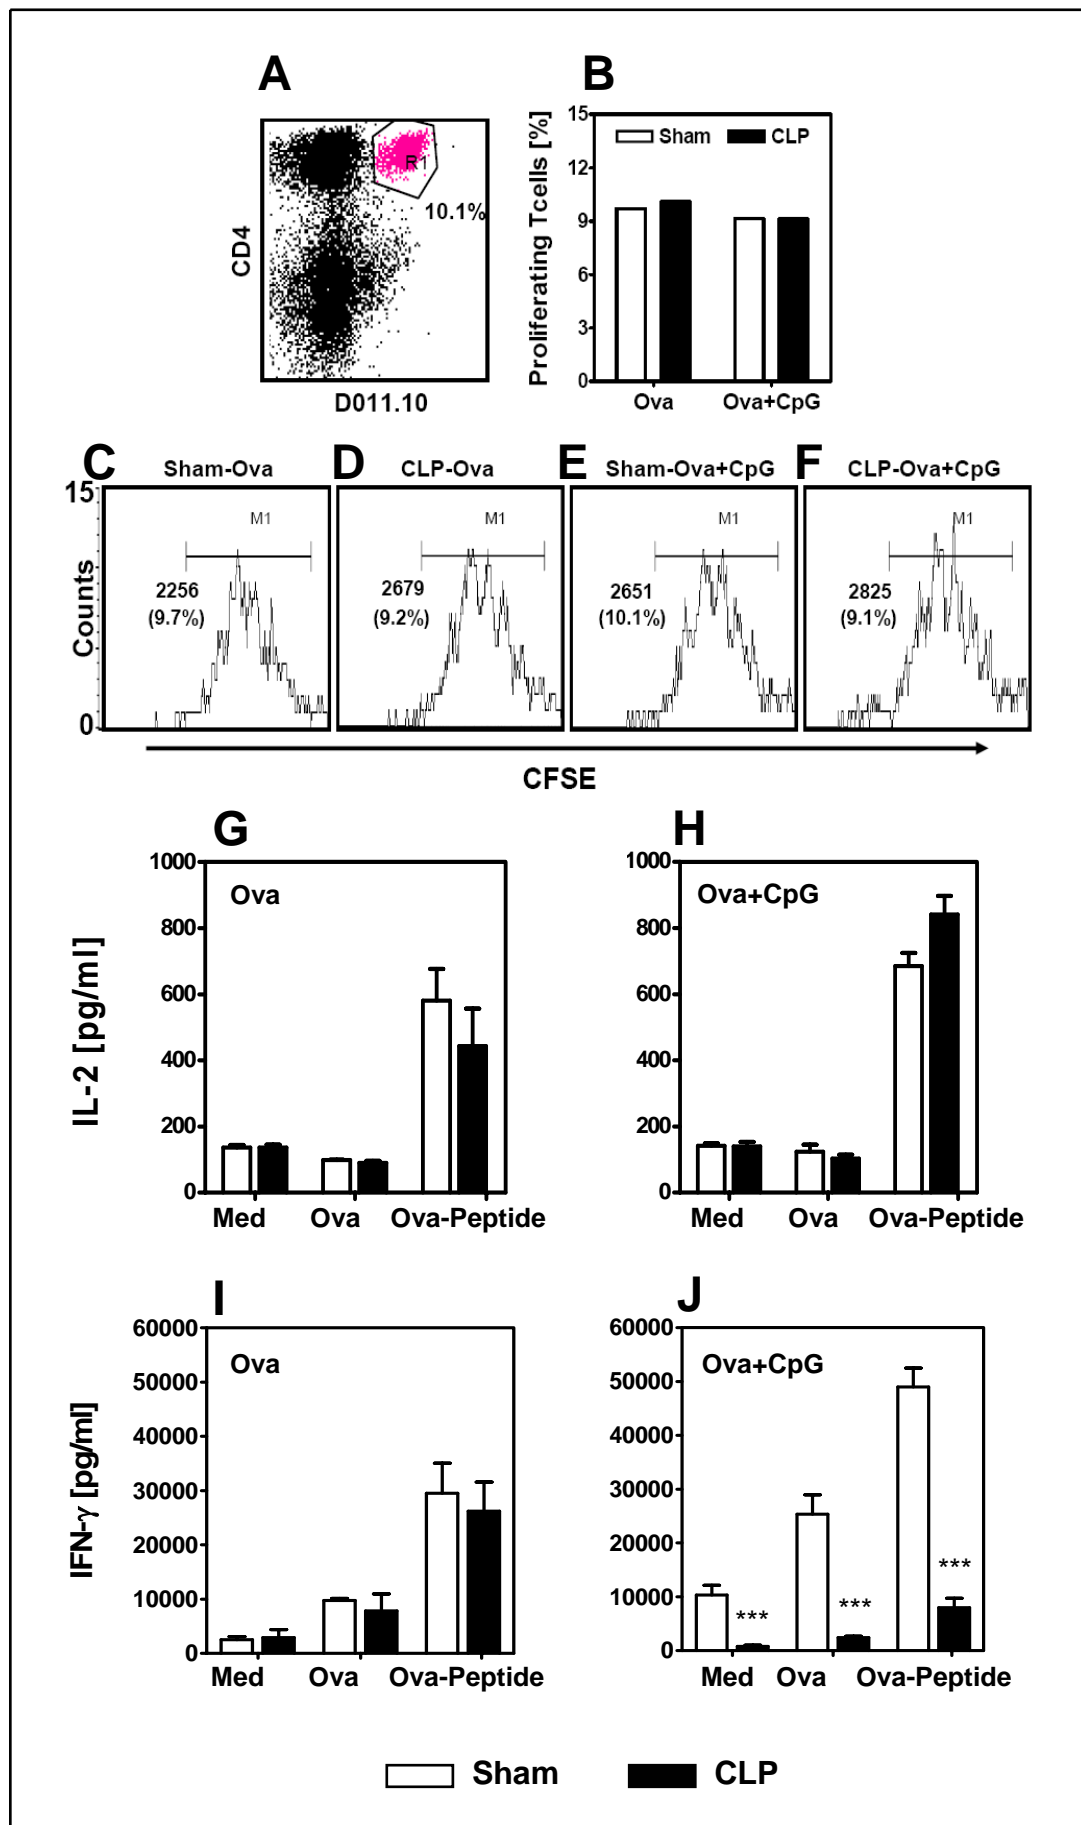 A
CD4
R1
10.1%
D011.10
B
Proliferating Tcells [%]
15
12
9
6
3
0
Sham
CLP
Ova
Ova+CpG
C
Sham-Ova
D
CLP-Ova
E
Sham-Ova+CpG
F
CLP-Ova+CpG
Counts
15
0
M1
2256
(9.7%)
M1
2679
(9.2%)
M1
2651
(10.1%)
M1
2825
(9.1%)
CFSE
G
IL-2 [pg/ml]
1000
800
600
400
200
0
Ova
Med
Ova
Ova-Peptide
H
1000
800
600
400
200
0
Ova+CpG
Med
Ova
Ova-Peptide
I
IFN-γ [pg/ml]
60000
50000
40000
30000
20000
10000
0
Ova
Med
Ova
Ova-Peptide
J
60000
50000
40000
30000
20000
10000
0
Ova+CpG
***
***
***
Med
Ova
Ova-Peptide
Sham
CLP